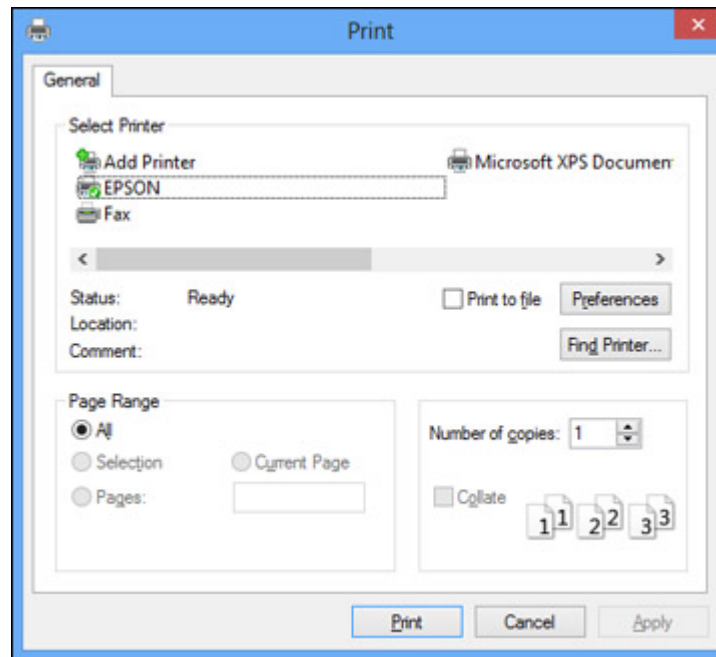 Print
General
Select Printer
Add Printer
Microsoft XPS Documen
EPSON
Fax
Status: Ready
Print to file
Preferences
Location:
Comment:
Find Printer...
Page Range
All
Number of copies: 1
Selection
Current Page
Pages:
Collate
1 1 2 2 3 3
Print
Cancel
Apply